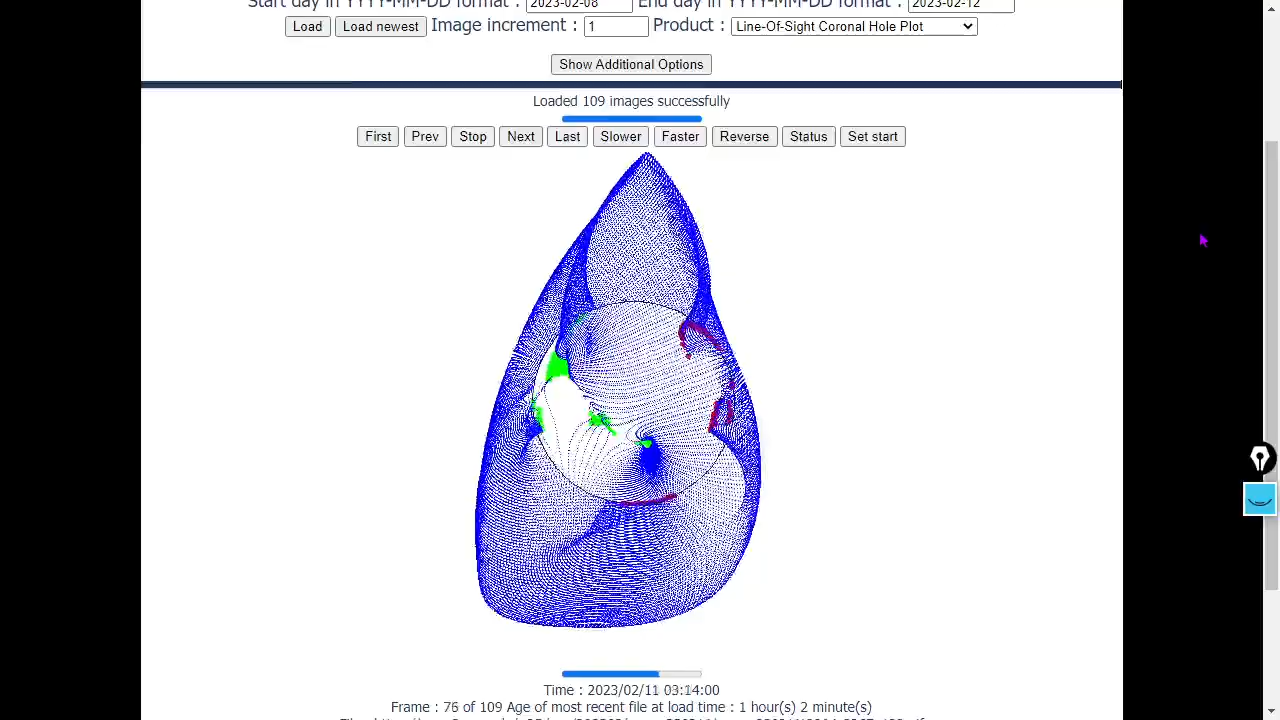 Start day in YYYY-MM-DD format : 2023-02-08 End day in YYYY-MM-DD format : 2023-02-12
Load Load newest Image increment : 1 Product : Line-Of-Sight Coronal Hole Plot
Show Additional Options
Loaded 109 images successfully
First Prev Stop Next Last Slower Faster Reverse Status Set start
Time : 2023/02/11 03:14:00
Frame : 76 of 109 Age of most recent file at load time : 1 hour(s) 2 minute(s)